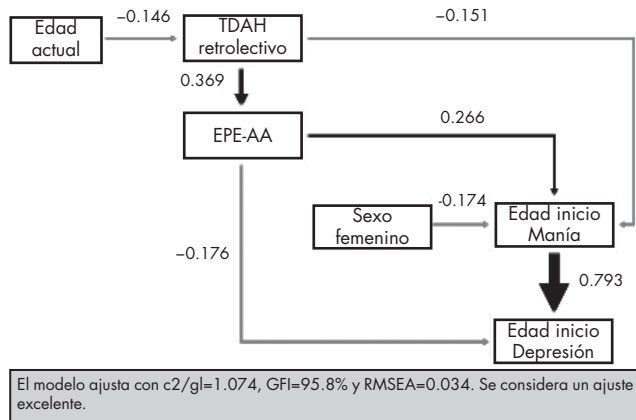 −0.146
−0.151
Edad
actual
TDAH
retrolectivo
0.369
EPE-AA
0.266
-0.174
Sexo
femenino
Edad inicio
Manía
−0.176
0.793
Edad inicio
Depresión
El modelo ajusta con c2/gl=1.074, GFI=95.8% y RMSEA=0.034. Se considera un ajuste
excelente.